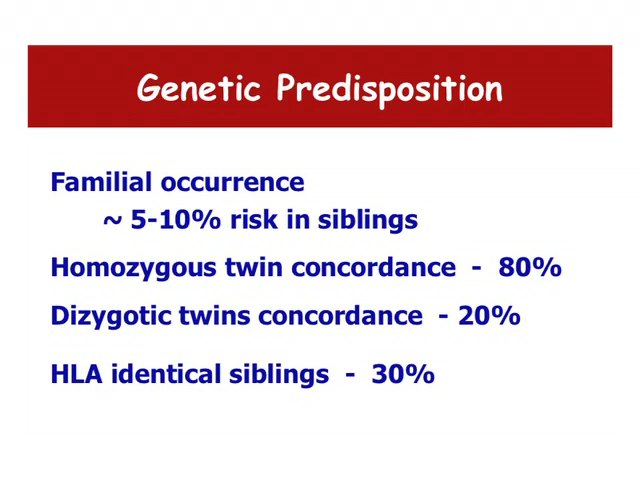 Genetic Predisposition
Familial occurrence
~ 5-10% risk in siblings
Homozygous twin concordance - 80%
Dizygotic twins concordance - 20%
HLA identical siblings - 30%